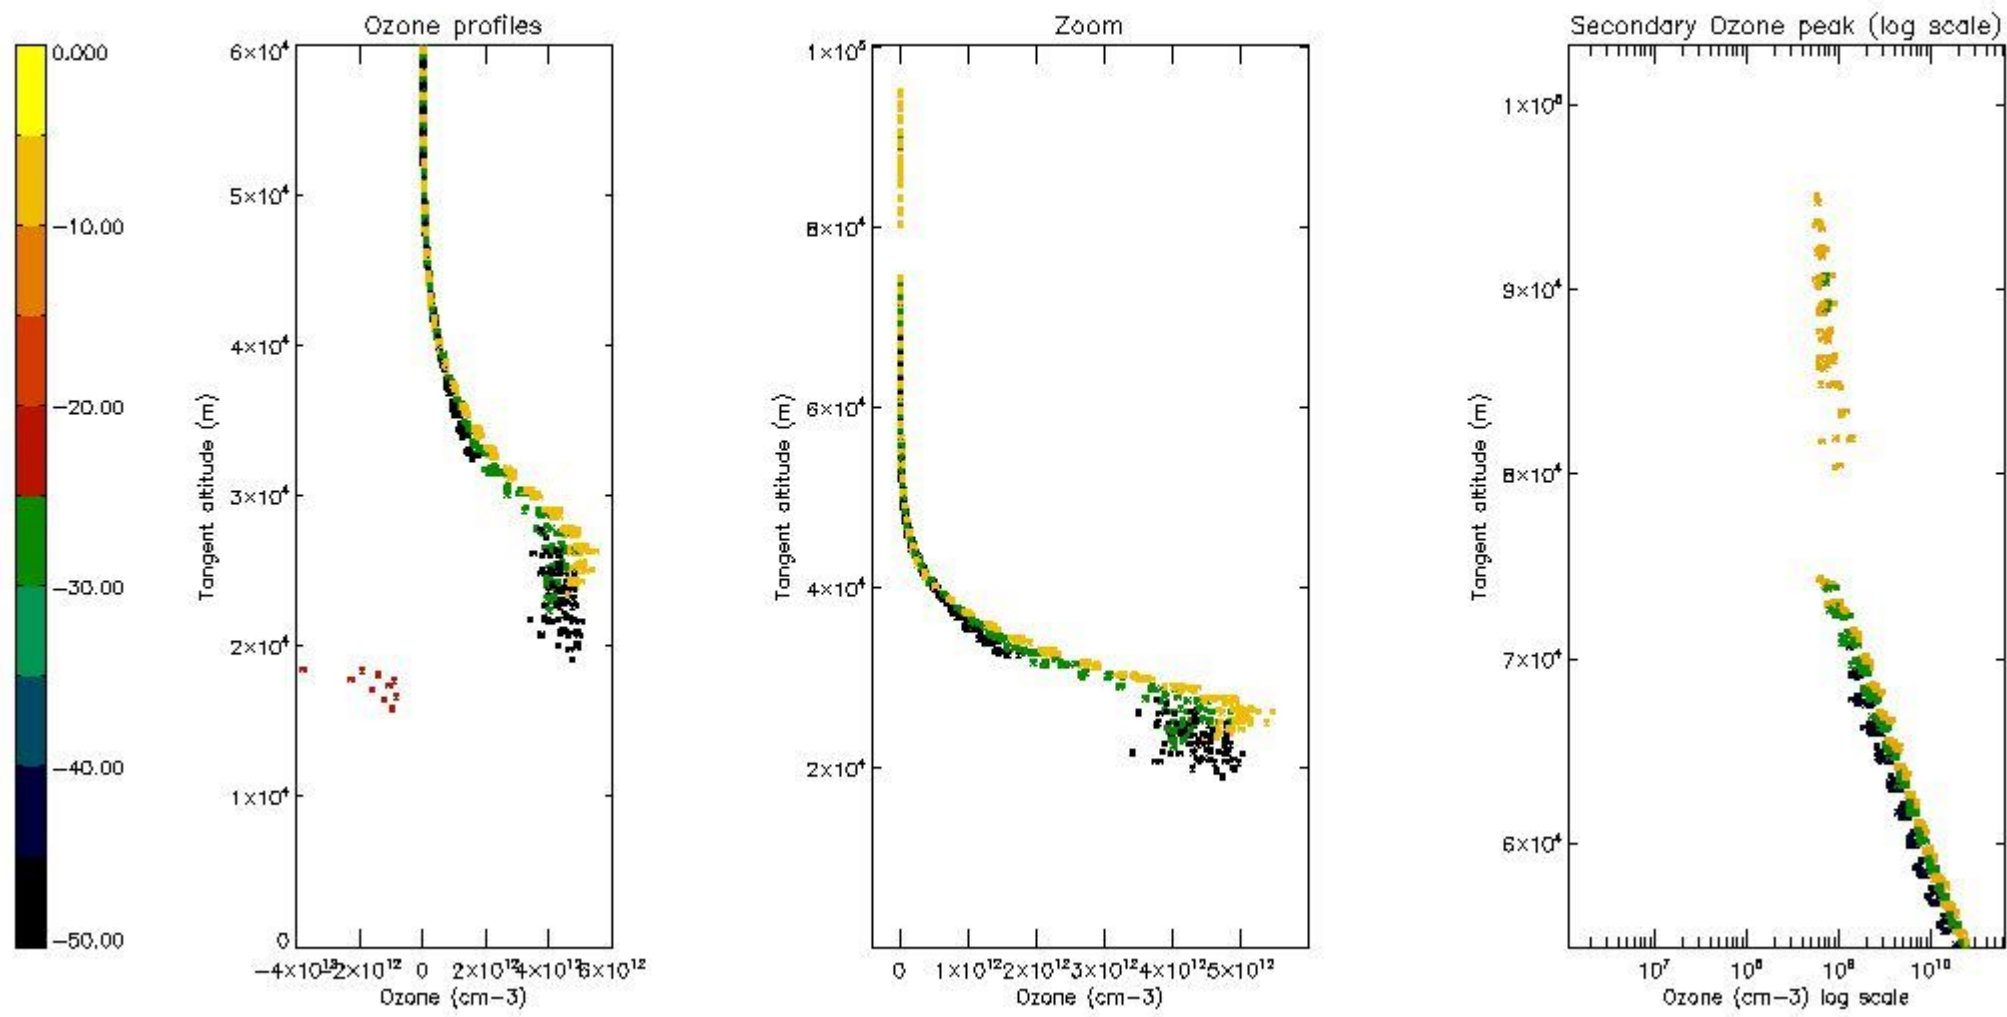 Ozone profiles
Zoom
Secondary Ozone peak (log scale)
0.000
-10.00
-20.00
-30.00
-40.00
-50.00
6×10⁴
5×10⁴
4×10⁴
3×10⁴
2×10⁴
1×10⁴
0
Tangent altitude (m)
-2×10¹² 0 2×10¹² 4×10¹² 6×10¹²
Ozone (cm-3)
1×10⁵
8×10⁴
6×10⁴
4×10⁴
2×10⁴
Tangent altitude (m)
0 1×10¹² 2×10¹² 3×10¹² 4×10¹² 5×10¹²
Ozone (cm-3)
9×10⁴
8×10⁴
7×10⁴
6×10⁴
Tangent altitude (m)
10⁷ 10¹⁰
Ozone (cm-3) log scale